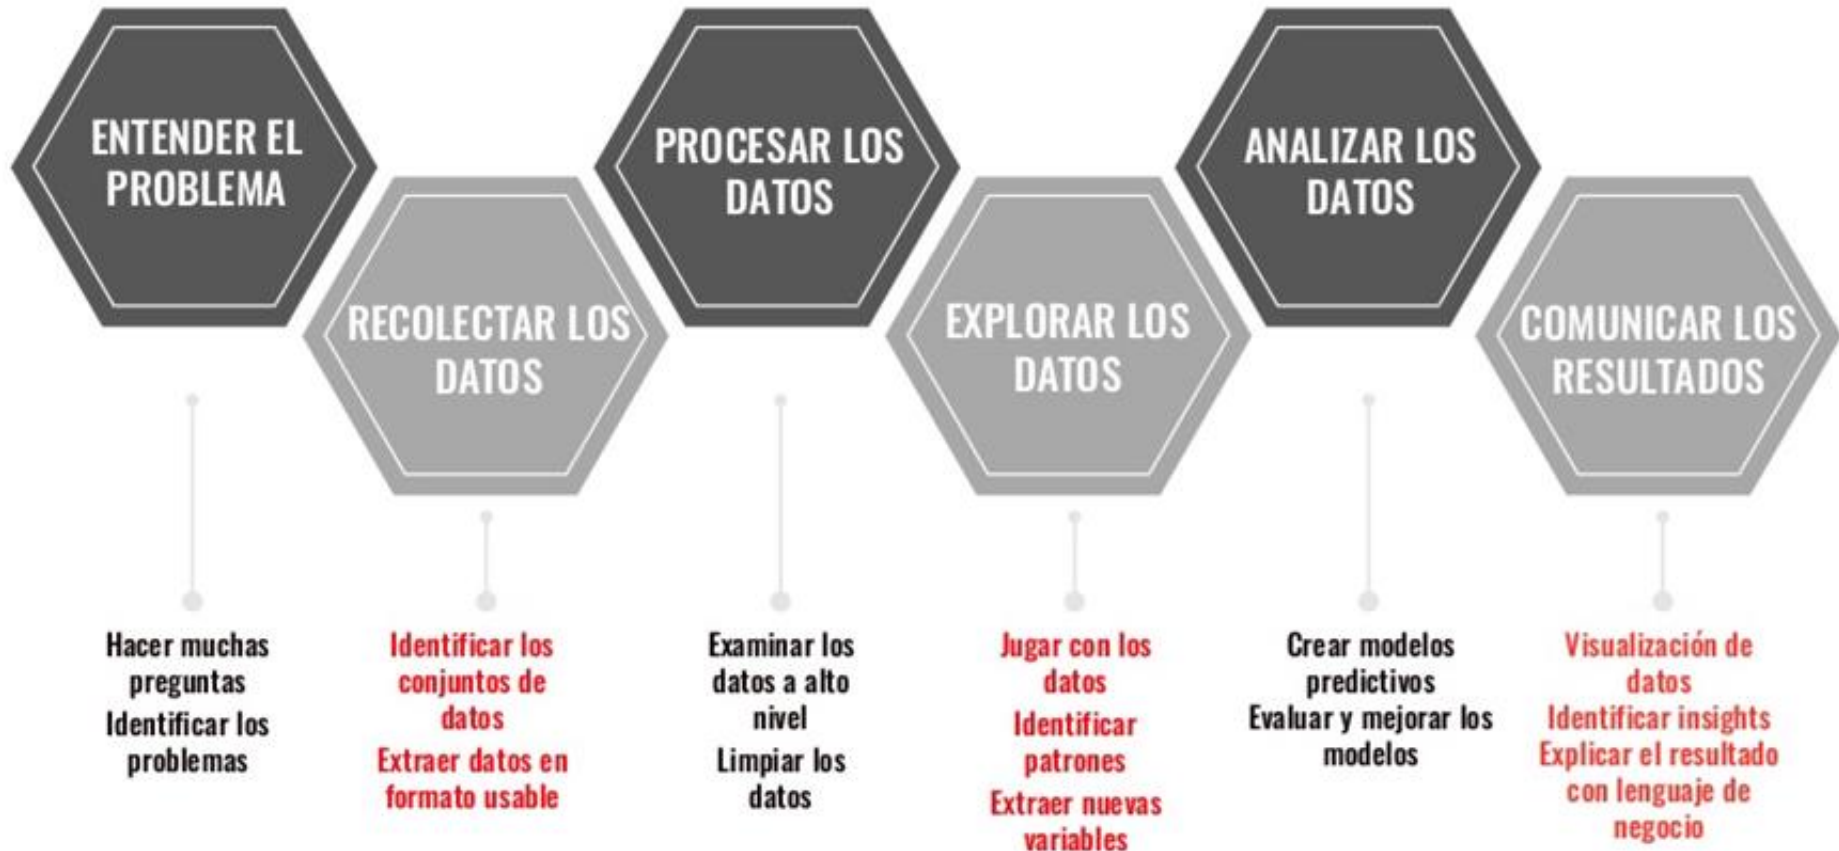 ENTENDER EL
PROBLEMA
RECOLECTAR LOS
DATOS
PROCESAR LOS
DATOS
EXPLORAR LOS
DATOS
ANALIZAR LOS
DATOS
COMUNICAR LOS
RESULTADOS
Hacer muchas
preguntas
Identificar los
problemas
Identificar los
conjuntos de
datos
Extraer datos en
formato usable
Examinar los
datos a alto
nivel
Limpiar los
datos
Jugar con los
datos
Identificar
patrones
Extraer nuevas
variables
Crear modelos
predictivos
Evaluar y mejorar los
modelos
Visualización de
datos
Identificar insights
Explicar el resultado
con lenguaje de
negocio